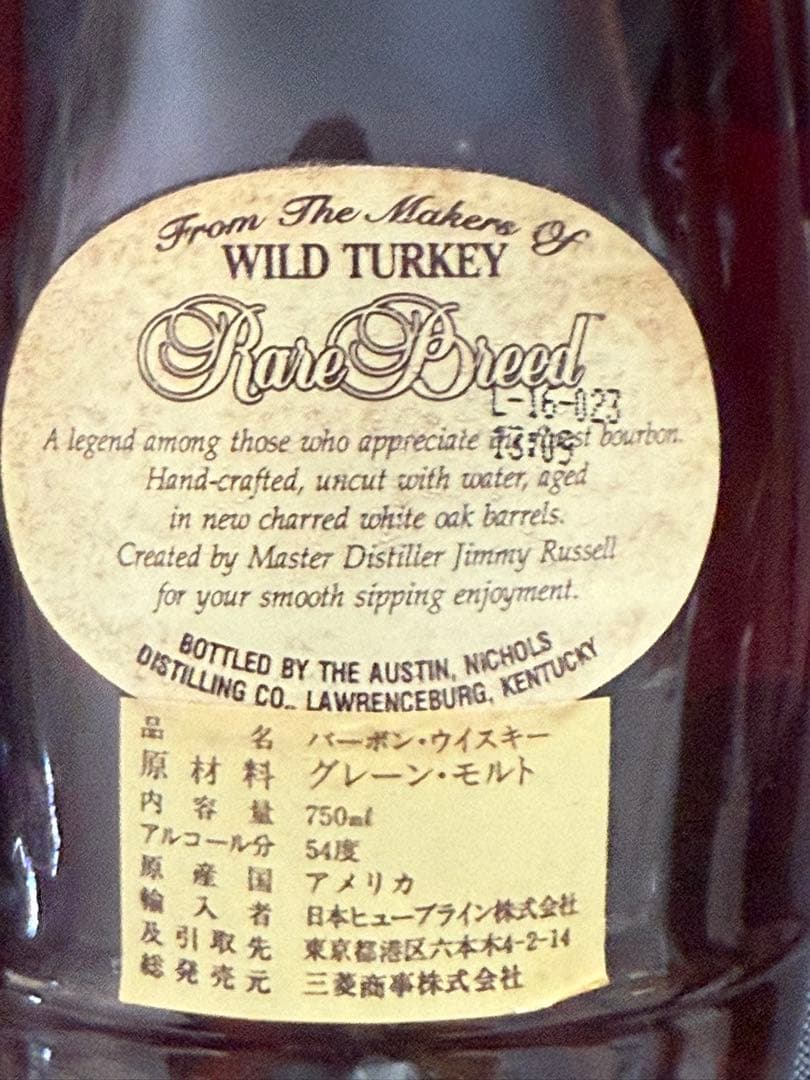 From The Makers Of
WILD TURKEY
Rare Breed
L-16-023
A legend among those who appreciate the finest bourbon.
Hand-crafted, uncut with water, aged
in new charred white oak barrels.
Created by Master Distiller Jimmy Russell
for your smooth sipping enjoyment.
BOTTLED BY THE AUSTIN, NICHOLS
DISTILLING CO., LAWRENCEBURG, KENTUCKY
品名 バーボン・ウイスキー
原材料 グレーン・モルト
内容量 750ml
アルコール分 54度
原産国 アメリカ
輸入者 日本ヒューブライン株式会社
及引取先 東京都港区六本木4-2-14
総発売元 三菱商事株式会社